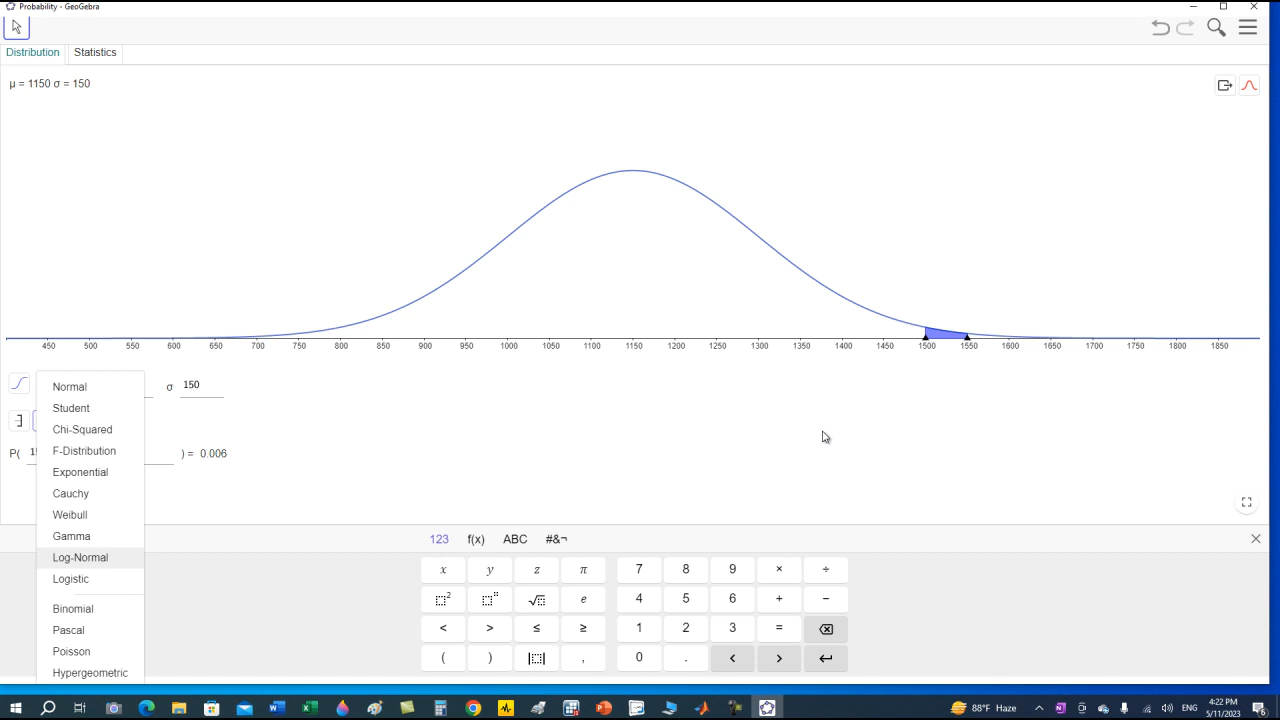 Probability - GeoGebra
Distribution Statistics
μ = 1150 σ = 150
450 500 550 600 650 700 750 800 850 900 950 1000 1050 1100 1150 1200 1250 1300 1350 1400 1450 1500 1550 1600 1650 1700 1750 1800 1850
σ 150
P( ) = 0.006
Normal
Student
Chi-Squared
F-Distribution
Exponential
Cauchy
Weibull
Gamma
Log-Normal
Logistic
Binomial
Pascal
Poisson
Hypergeometric
123 f(x) ABC #&¬
x y z π 7 8 9 × ÷
2 n √ e 4 5 6 + −
< > ≤ ≥ 1 2 3 =
( ) | | , 0 . < >
88°F Haze ENG 4:22 PM
5/11/2023 6